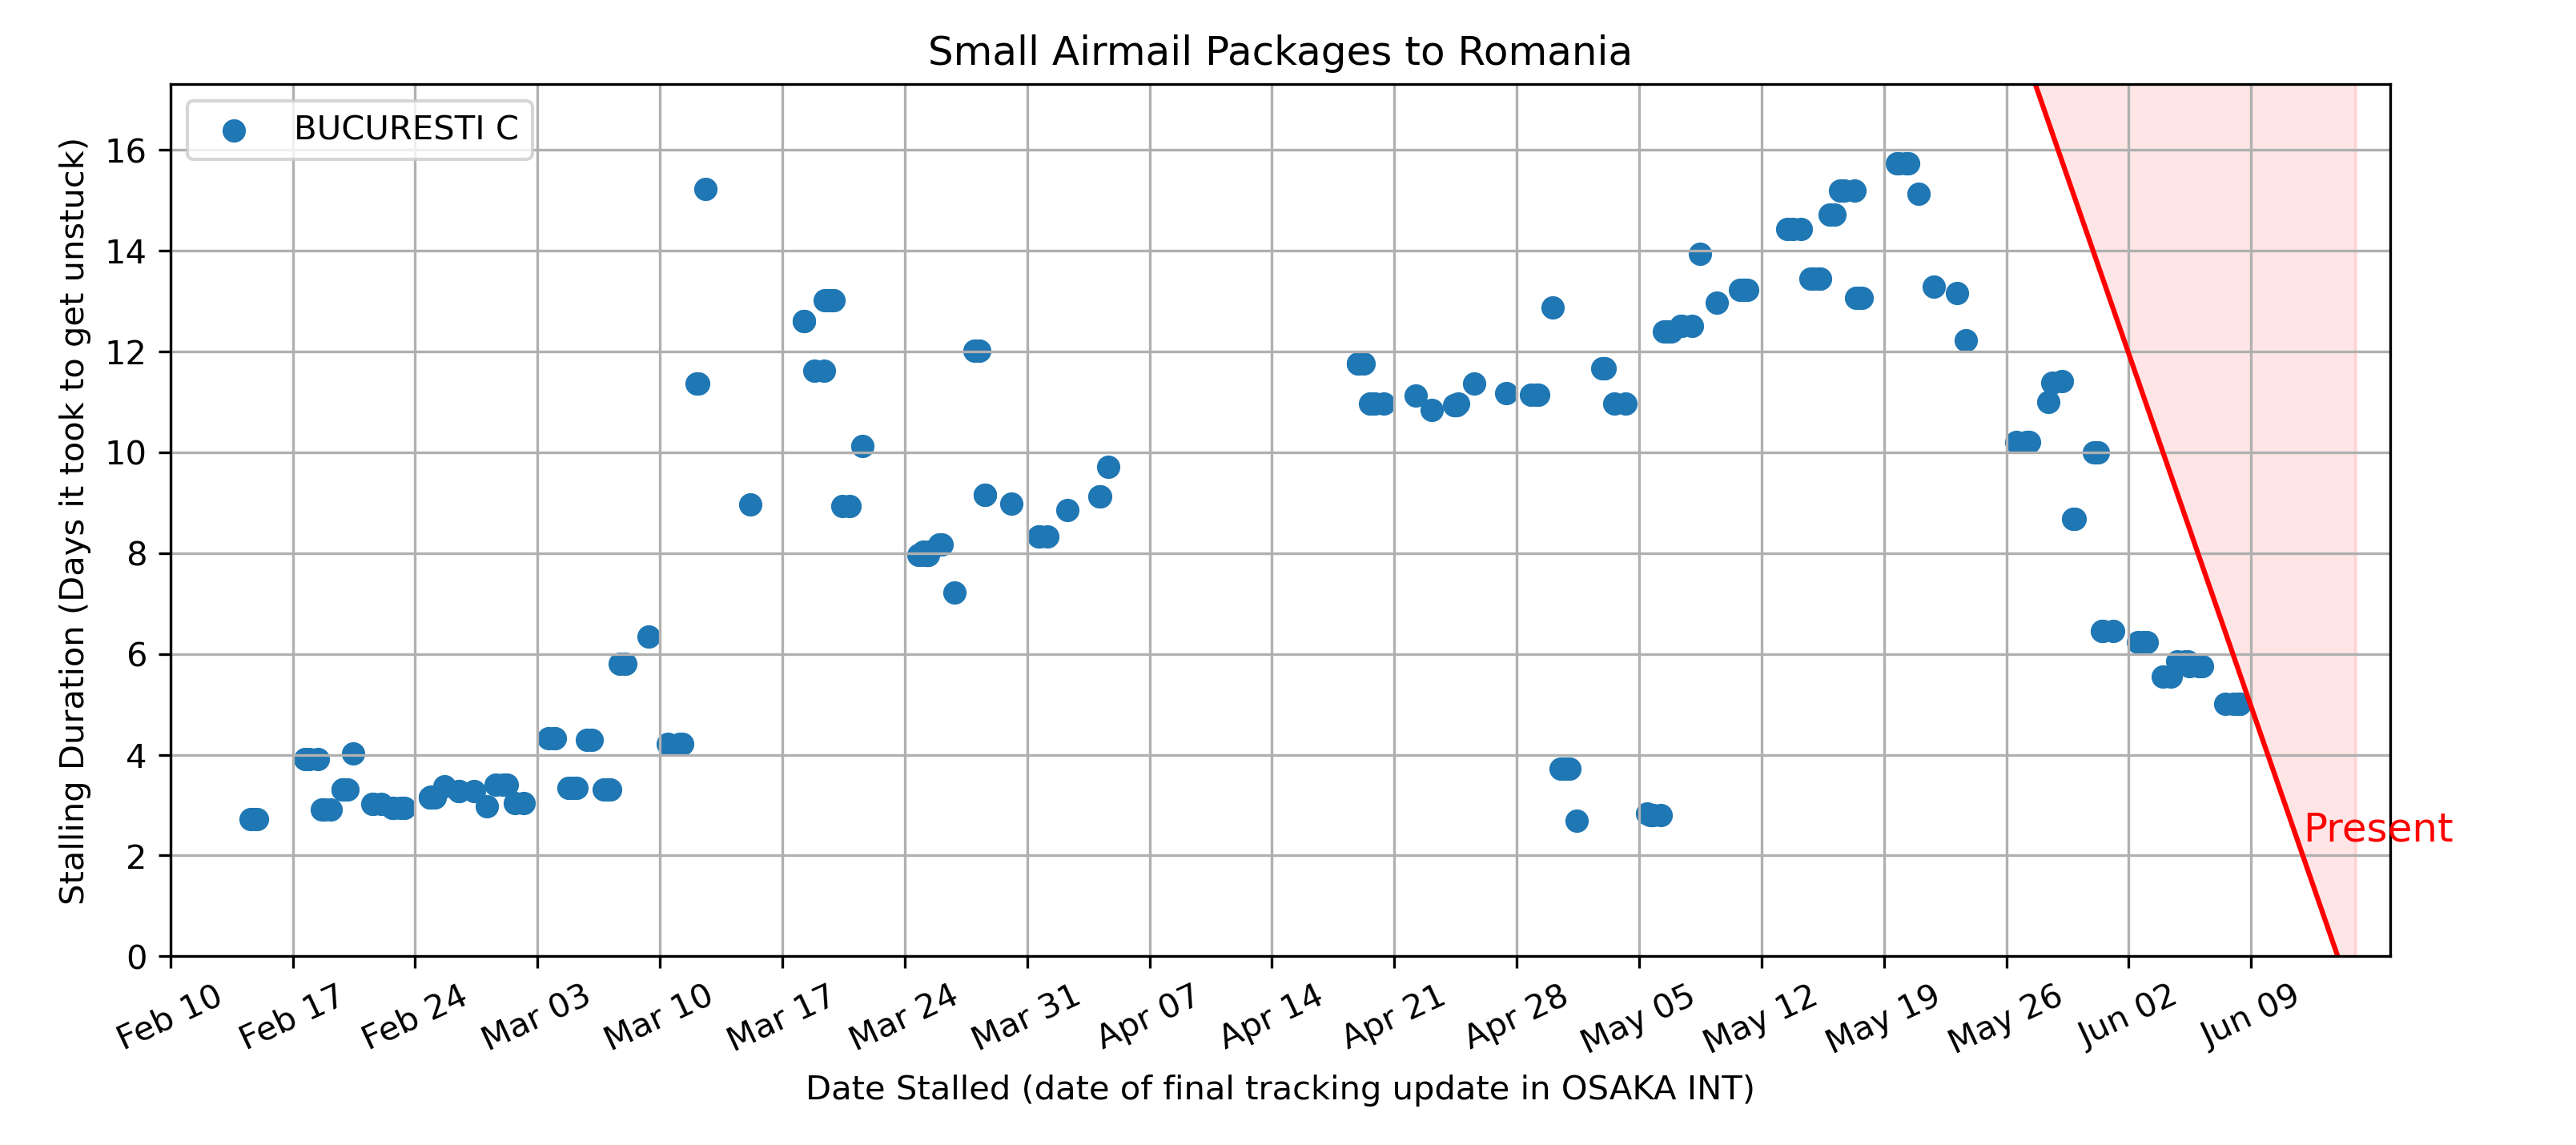 Small Airmail Packages to Romania
BUCURESTI C
Stalling Duration (Days it took to get unstuck)
16
14
12
10
8
6
4
2
0
Present
Feb 10
Feb 17
Feb 24
Mar 03
Mar 10
Mar 17
Mar 24
Mar 31
Apr 07
Apr 14
Apr 21
Apr 28
May 05
May 12
May 19
May 26
Jun 02
Jun 09
Date Stalled (date of final tracking update in OSAKA INT)